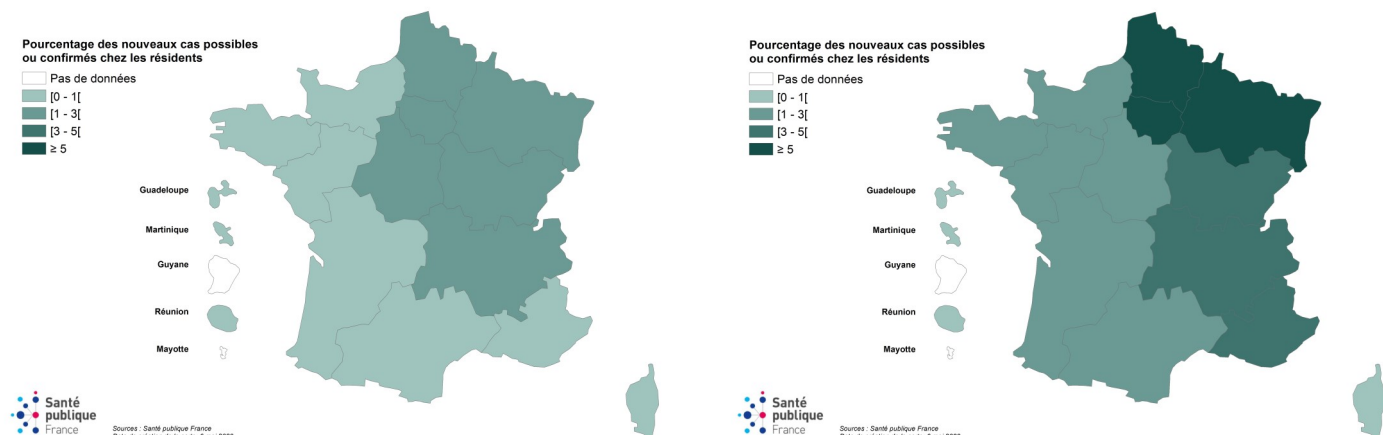 Pourcentage des nouveaux cas possibles
ou confirmés chez les résidents
Pas de données
[0 - 1[
[1 - 3[
[3 - 5[
≥ 5
Guadeloupe
Martinique
Guyane
Réunion
Mayotte
Santé
publique
France
Sources : Santé publique France
Pourcentage des nouveaux cas possibles
ou confirmés chez les résidents
Pas de données
[0 - 1[
[1 - 3[
[3 - 5[
≥ 5
Guadeloupe
Martinique
Guyane
Réunion
Mayotte
Santé
publique
France
Sources : Santé publique France